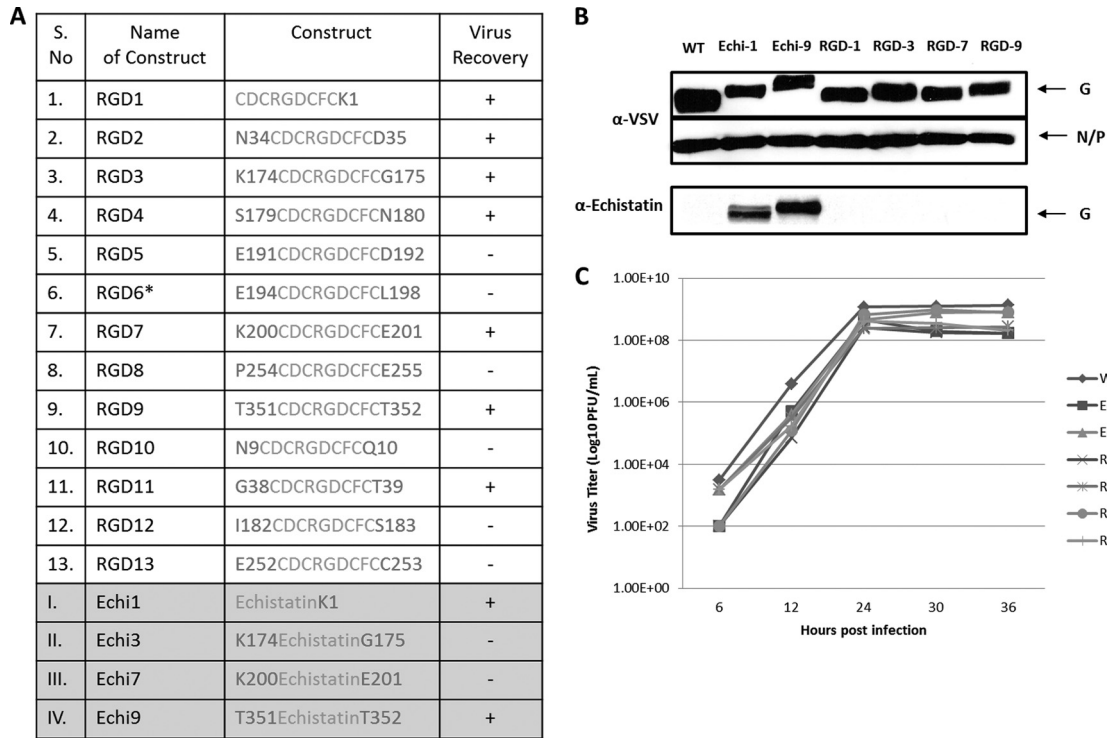 A
S. No Name of Construct Construct Virus Recovery
1. RGD1 CDCRGDCFCK1 +
2. RGD2 N34CDCRGDCFCD35 +
3. RGD3 K174CDCRGDCFCG175 +
4. RGD4 S179CDCRGDCFCN180 +
5. RGD5 E191CDCRGDCFCD192 -
6. RGD6* E194CDCRGDCFCL198 -
7. RGD7 K200CDCRGDCFCE201 +
8. RGD8 P254CDCRGDCFCE255 -
9. RGD9 T351CDCRGDCFCT352 +
10. RGD10 N9CDCRGDCFCQ10 -
11. RGD11 G38CDCRGDCFCT39 +
12. RGD12 I182CDCRGDCFCS183 -
13. RGD13 E252CDCRGDCFCC253 -
I. Echi1 EchistatinK1 +
II. Echi3 K174EchistatinG175 -
III. Echi7 K200EchistatinE201 -
IV. Echi9 T351EchistatinT352 +
B
WT Echi-1 Echi-9 RGD-1 RGD-3 RGD-7 RGD-9
α-VSV
G
N/P
α-Echistatin
G
C
Virus Titer (Log10 PFU/mL)
1.00E+10
1.00E+08
1.00E+06
1.00E+04
1.00E+02
1.00E+00
6 12 24 30 36
Hours post infection
W
E
E
R
R
R
R